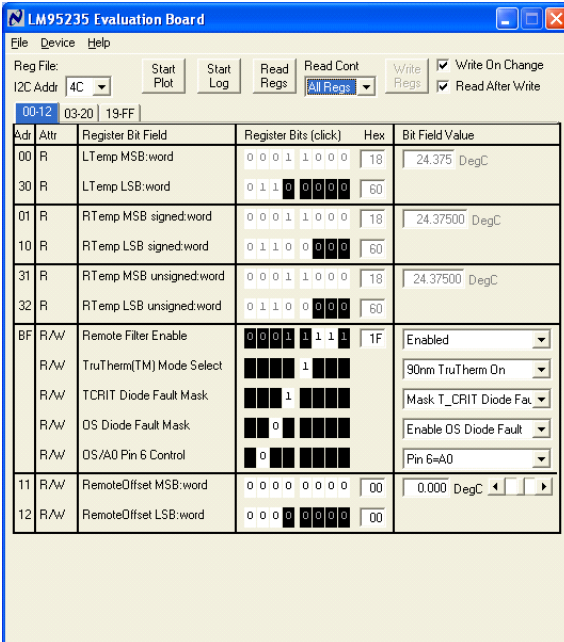 LM95235 Evaluation Board
File Device Help
Reg File:
I2C Addr 4C
Start Plot
Start Log
Read Regs
Read Cont
All Regs
Write Regs
Write On Change
Read After Write
00-12 03-20 19-FF
Adr Attr Register Bit Field Register Bits (click) Hex Bit Field Value
00 R LTemp MSB:word 0 0 0 1 1 0 0 0 18 24.375 DegC
30 R LTemp LSB:word 0 1 1 0 0 0 0 0 60
01 R RTemp MSB signed:word 0 0 0 1 1 0 0 0 18 24.37500 DegC
10 R RTemp LSB signed:word 0 1 1 0 0 0 0 0 60
31 R RTemp MSB unsigned:word 0 0 0 1 1 0 0 0 18 24.37500 DegC
32 R RTemp LSB unsigned:word 0 1 1 0 0 0 0 0 60
BF R/W Remote Filter Enable 0 0 0 1 1 1 1 1 1F Enabled
R/W TruTherm(TM) Mode Select 1 90nm TruTherm On
R/W TCRIT Diode Fault Mask 1 Mask T_CRIT Diode Fau
R/W OS Diode Fault Mask 0 Enable OS Diode Fault
R/W OS/A0 Pin 6 Control 0 Pin 6=A0
11 R/W RemoteOffset MSB:word 0 0 0 0 0 0 0 0 00 0.000 DegC
12 R/W RemoteOffset LSB:word 0 0 0 0 0 0 0 0 00